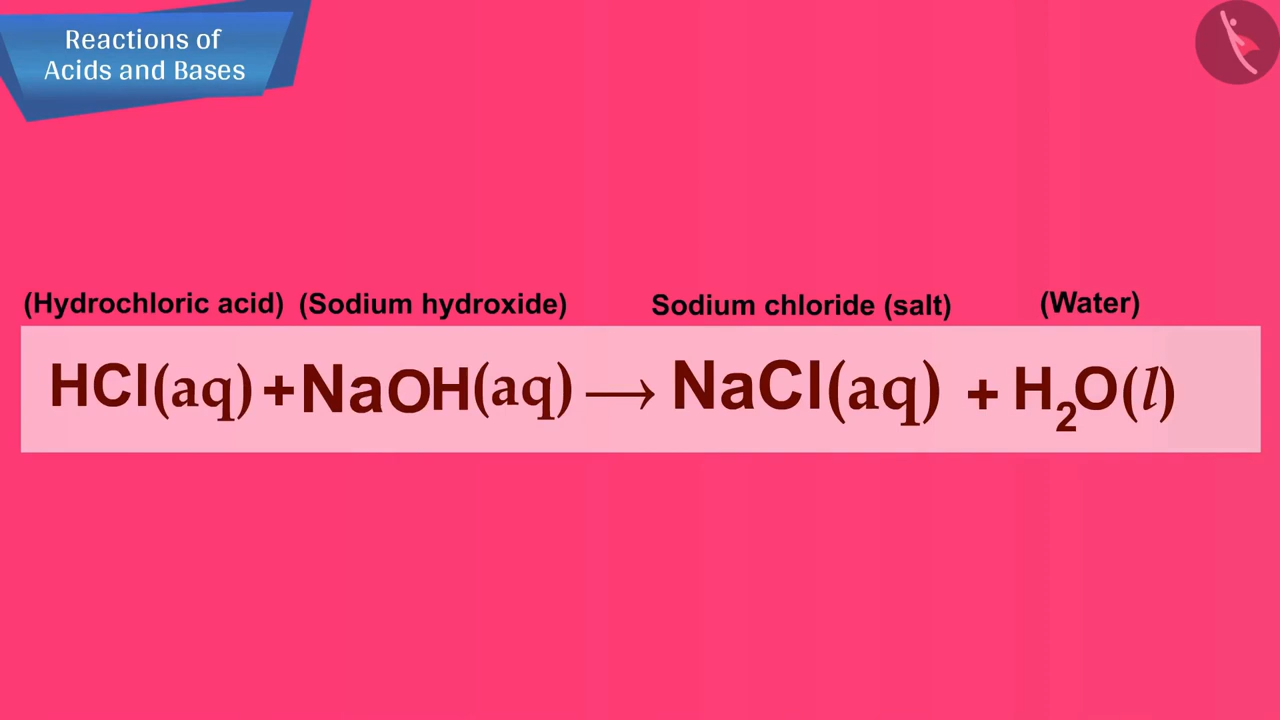 Reactions of
Acids and Bases
(Hydrochloric acid) (Sodium hydroxide) Sodium chloride (salt) (Water)
HCl(aq) + NaOH(aq) ⟶ NaCl(aq) + H₂O(l)